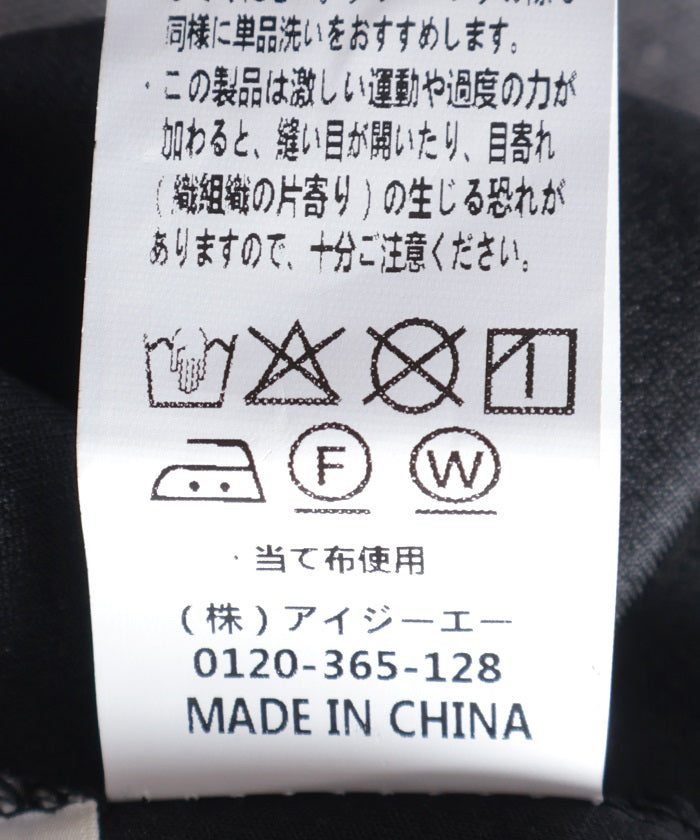 同様に単品洗いをおすすめします。
・この製品は激しい運動や過度の力が
加わると、縫い目が開いたり、目寄れ
(織組織の片寄り)の生じる恐れが
ありますので、十分ご注意ください。
F W
・当て布使用
(株)アイジーエー
0120-365-128
MADE IN CHINA